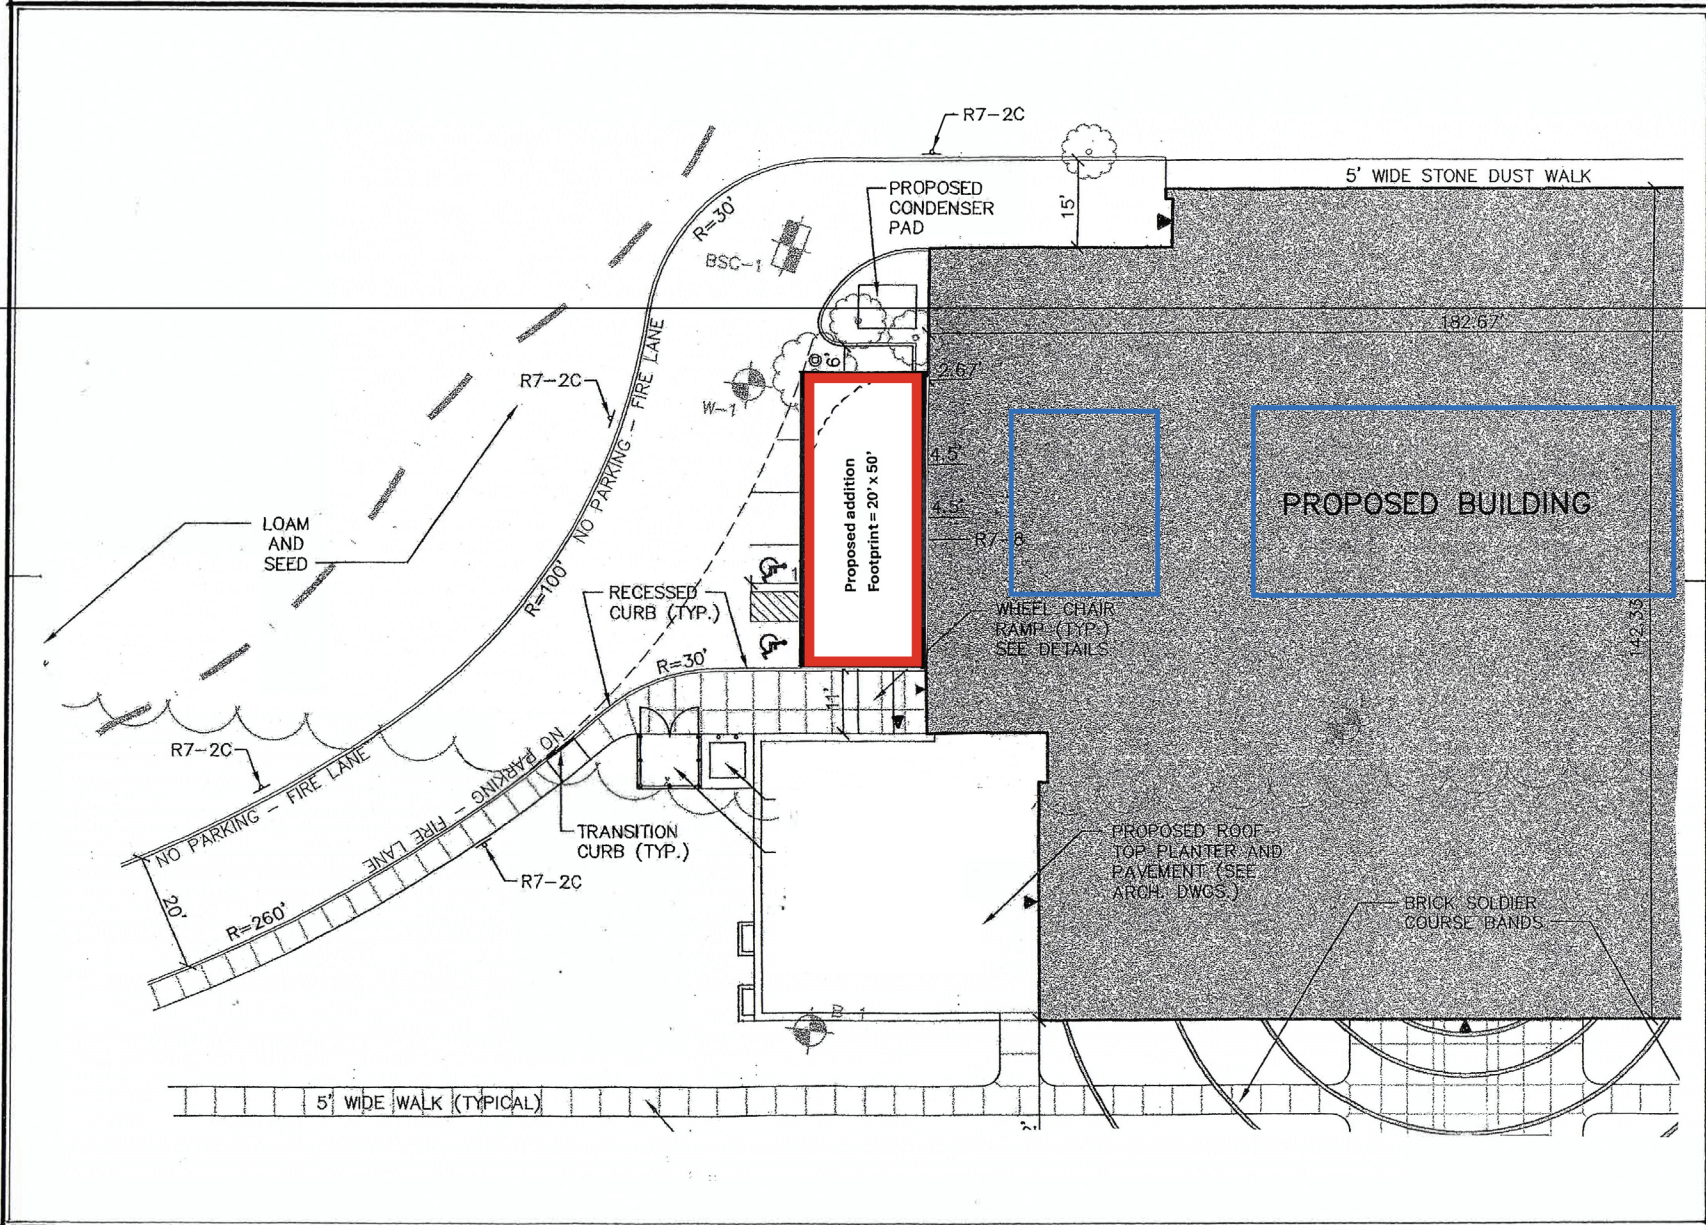 R7-2C
5' WIDE STONE DUST WALK
PROPOSED
CONDENSER
PAD
15'
R=30'
BSC-1
182.67'
NO PARKING - FIRE LANE
6'
2.67'
R7-2C
W-1
4.5'
Proposed addition
Footprint = 20' x 50'
PROPOSED BUILDING
4.5'
LOAM
AND
SEED
R7-8
R=100'
RECESSED
CURB (TYP.)
WHEEL CHAIR
RAMP (TYP.)
SEE DETAILS
142.33'
R=30'
11'
R7-2C
NO PARKING - FIRE LANE
NO PARKING - FIRE LANE
TRANSITION
CURB (TYP.)
PROPOSED ROOF-
TOP PLANTER AND
PAVEMENT (SEE
ARCH. DWGS.)
R7-2C
20'
R=260'
BRICK SOLDIER
COURSE BANDS
5' WIDE WALK (TYPICAL)